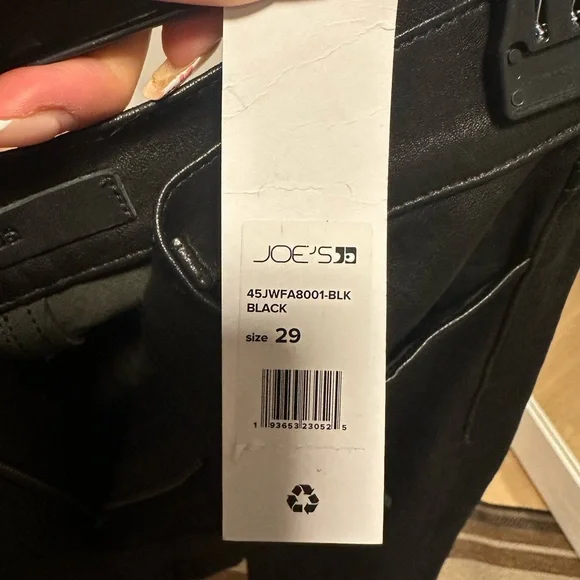 JOE'S
45JWFA8001-BLK
BLACK
size 29
1 93653 23052 5